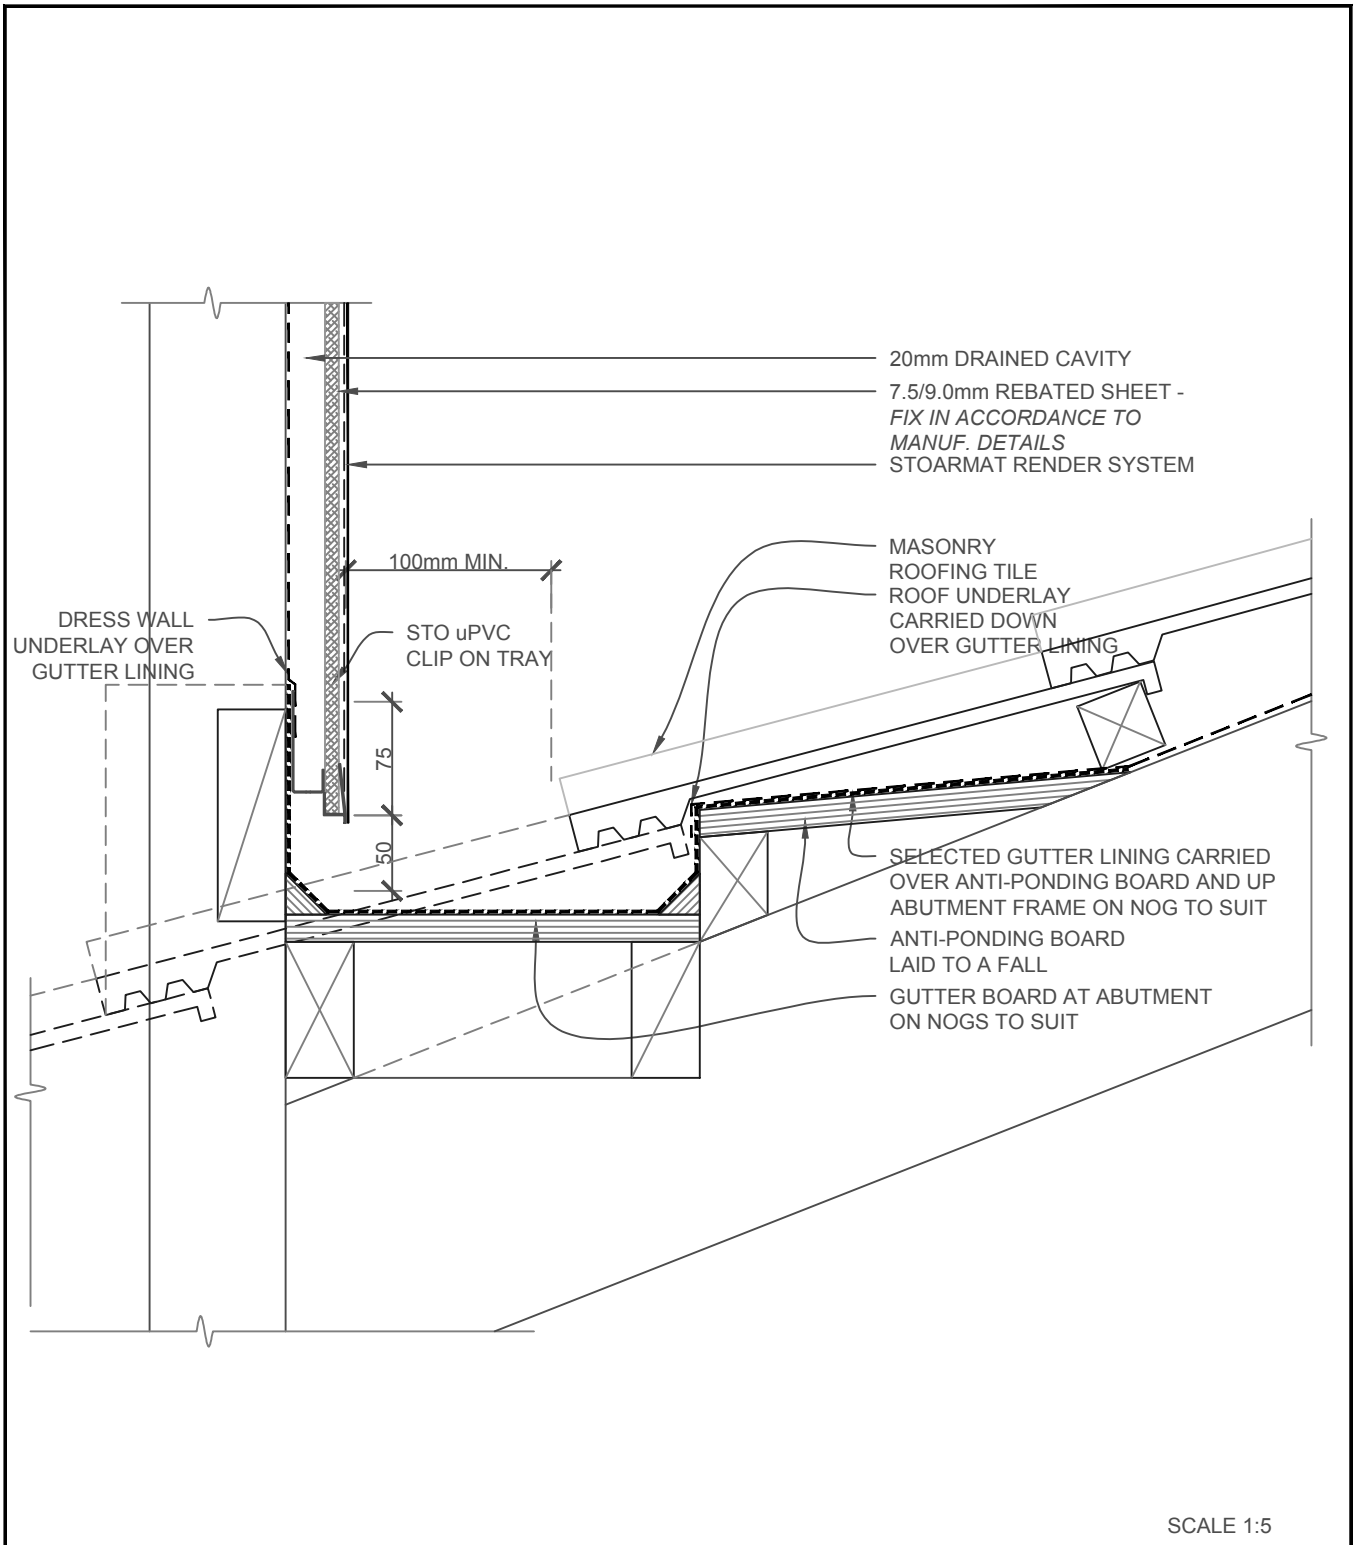 20mm DRAINED CAVITY
7.5/9.0mm REBATED SHEET -
FIX IN ACCORDANCE TO
MANUF. DETAILS
STOARMAT RENDER SYSTEM
100mm MIN.
MASONRY
ROOFING TILE
ROOF UNDERLAY
CARRIED DOWN
OVER GUTTER LINING
DRESS WALL
UNDERLAY OVER
GUTTER LINING
STO uPVC
CLIP ON TRAY
75
50
SELECTED GUTTER LINING CARRIED
OVER ANTI-PONDING BOARD AND UP
ABUTMENT FRAME ON NOG TO SUIT
ANTI-PONDING BOARD
LAID TO A FALL
GUTTER BOARD AT ABUTMENT
ON NOGS TO SUIT
SCALE 1:5